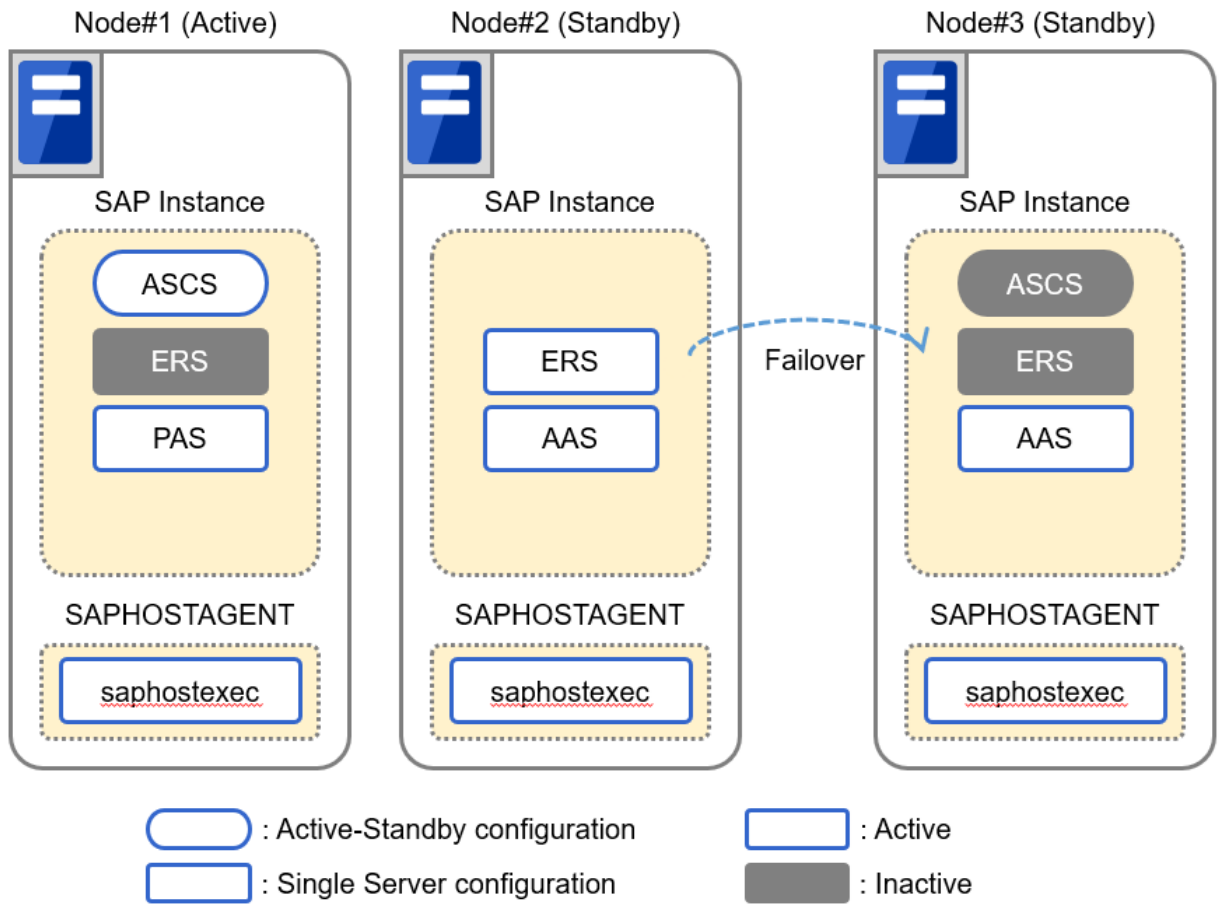 Node#1 (Active)
Node#2 (Standby)
Node#3 (Standby)
SAP Instance
SAP Instance
SAP Instance
ASCS
ASCS
ERS
ERS
Failover
ERS
PAS
AAS
AAS
SAPHOSTAGENT
SAPHOSTAGENT
SAPHOSTAGENT
saphostexec
saphostexec
saphostexec
: Active-Standby configuration
: Active
: Single Server configuration
: Inactive